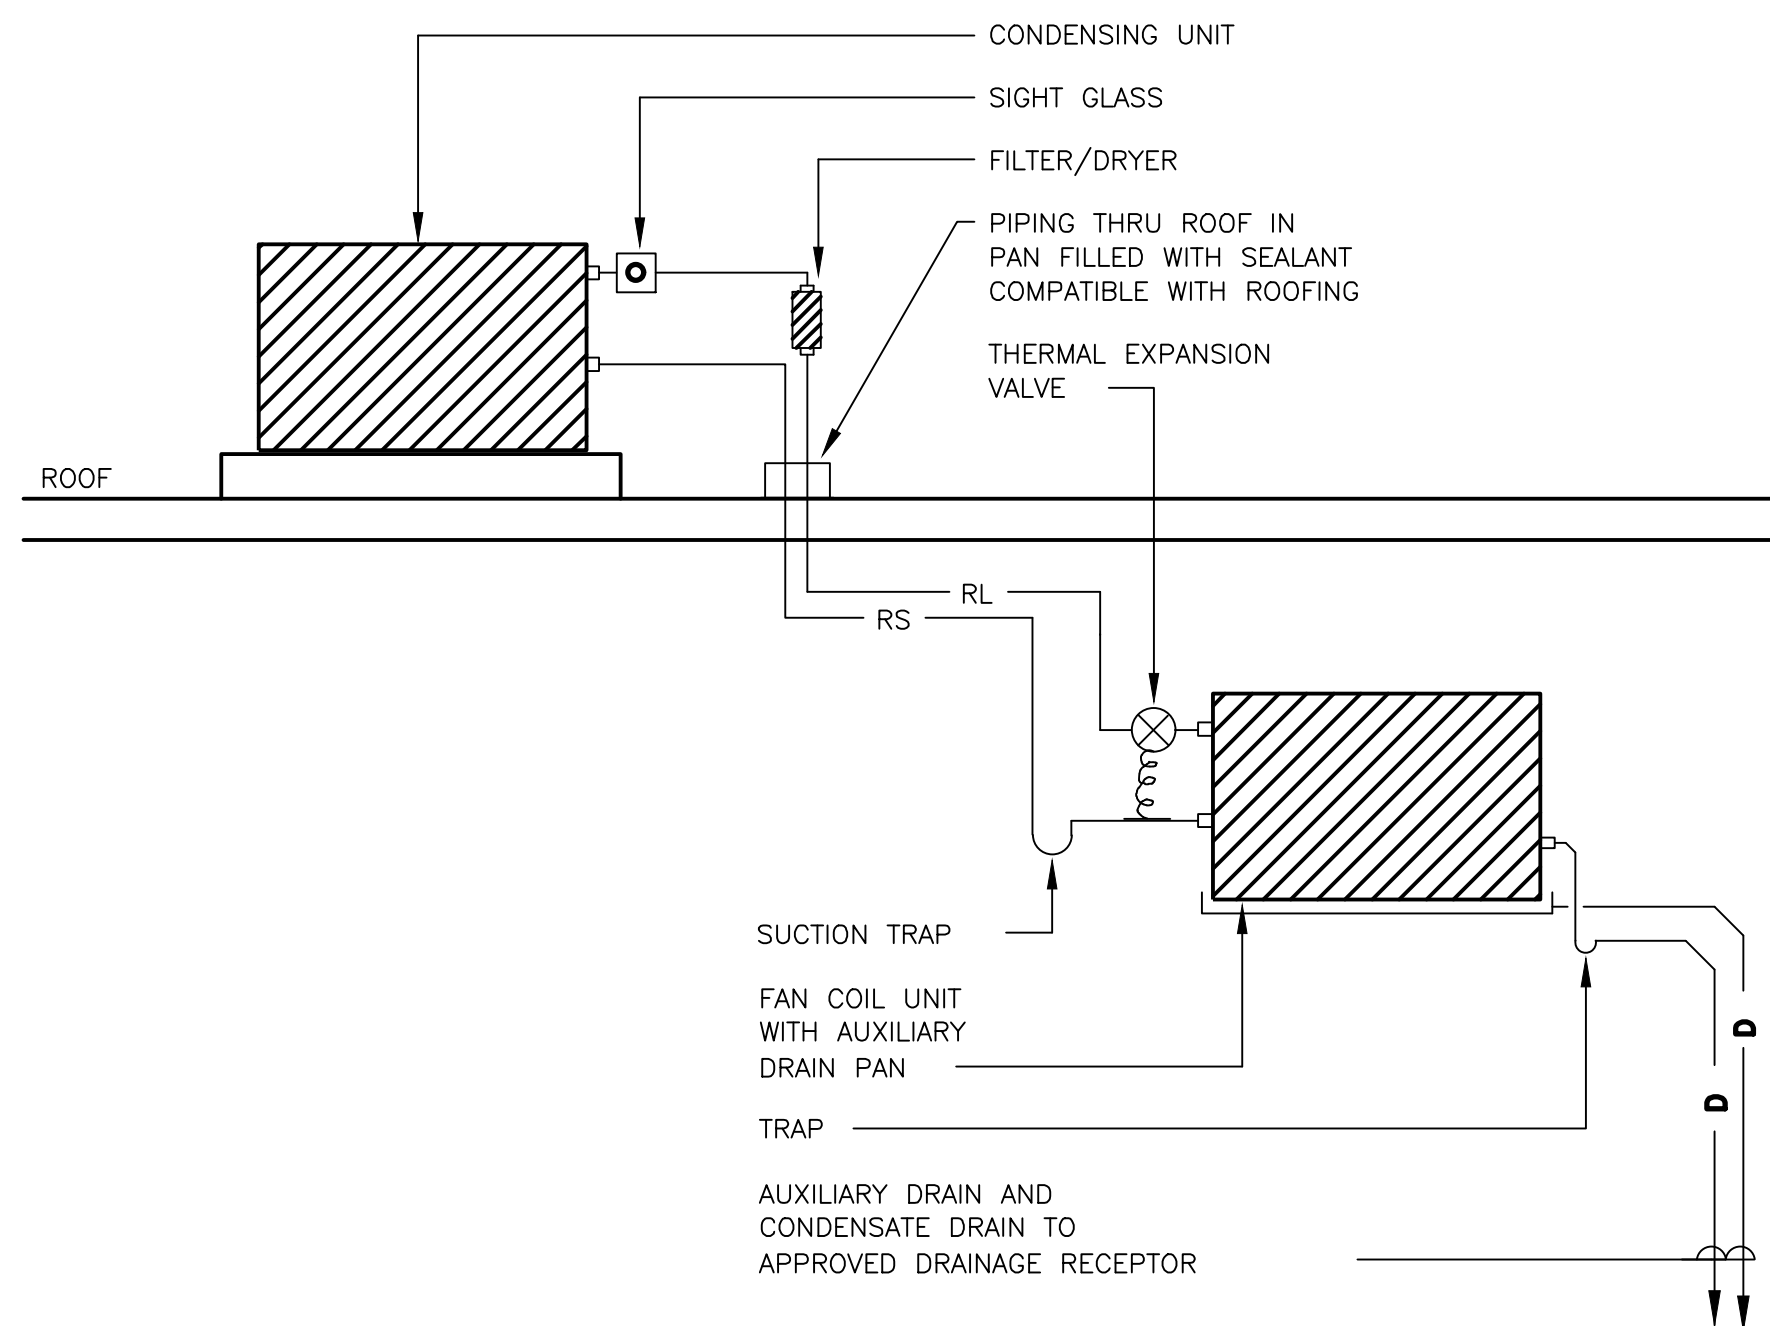 CONDENSING UNIT
SIGHT GLASS
FILTER/DRYER
PIPING THRU ROOF IN
PAN FILLED WITH SEALANT
COMPATIBLE WITH ROOFING
THERMAL EXPANSION
VALVE
ROOF
RL
RS
SUCTION TRAP
FAN COIL UNIT
WITH AUXILIARY
DRAIN PAN
D
D
TRAP
AUXILIARY DRAIN AND
CONDENSATE DRAIN TO
APPROVED DRAINAGE RECEPTOR